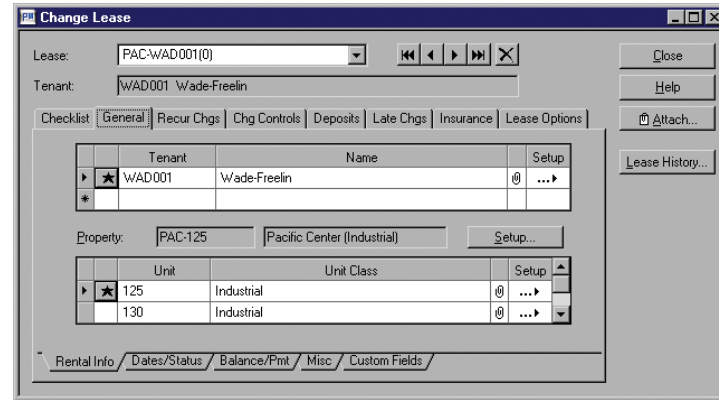 PM Change Lease
Lease: PAC-WAD001(0) Close
Tenant: WAD001 Wade-Freelin Help
Checklist General Recur Chgs Chg Controls Deposits Late Chgs Insurance Lease Options Attach...
Tenant Name Setup Lease History...
WAD001 Wade-Freelin ...
Property: PAC-125 Pacific Center (Industrial) Setup...
Unit Unit Class Setup
125 Industrial ...
130 Industrial ...
Rental Info Dates/Status Balance/Pmt Misc Custom Fields